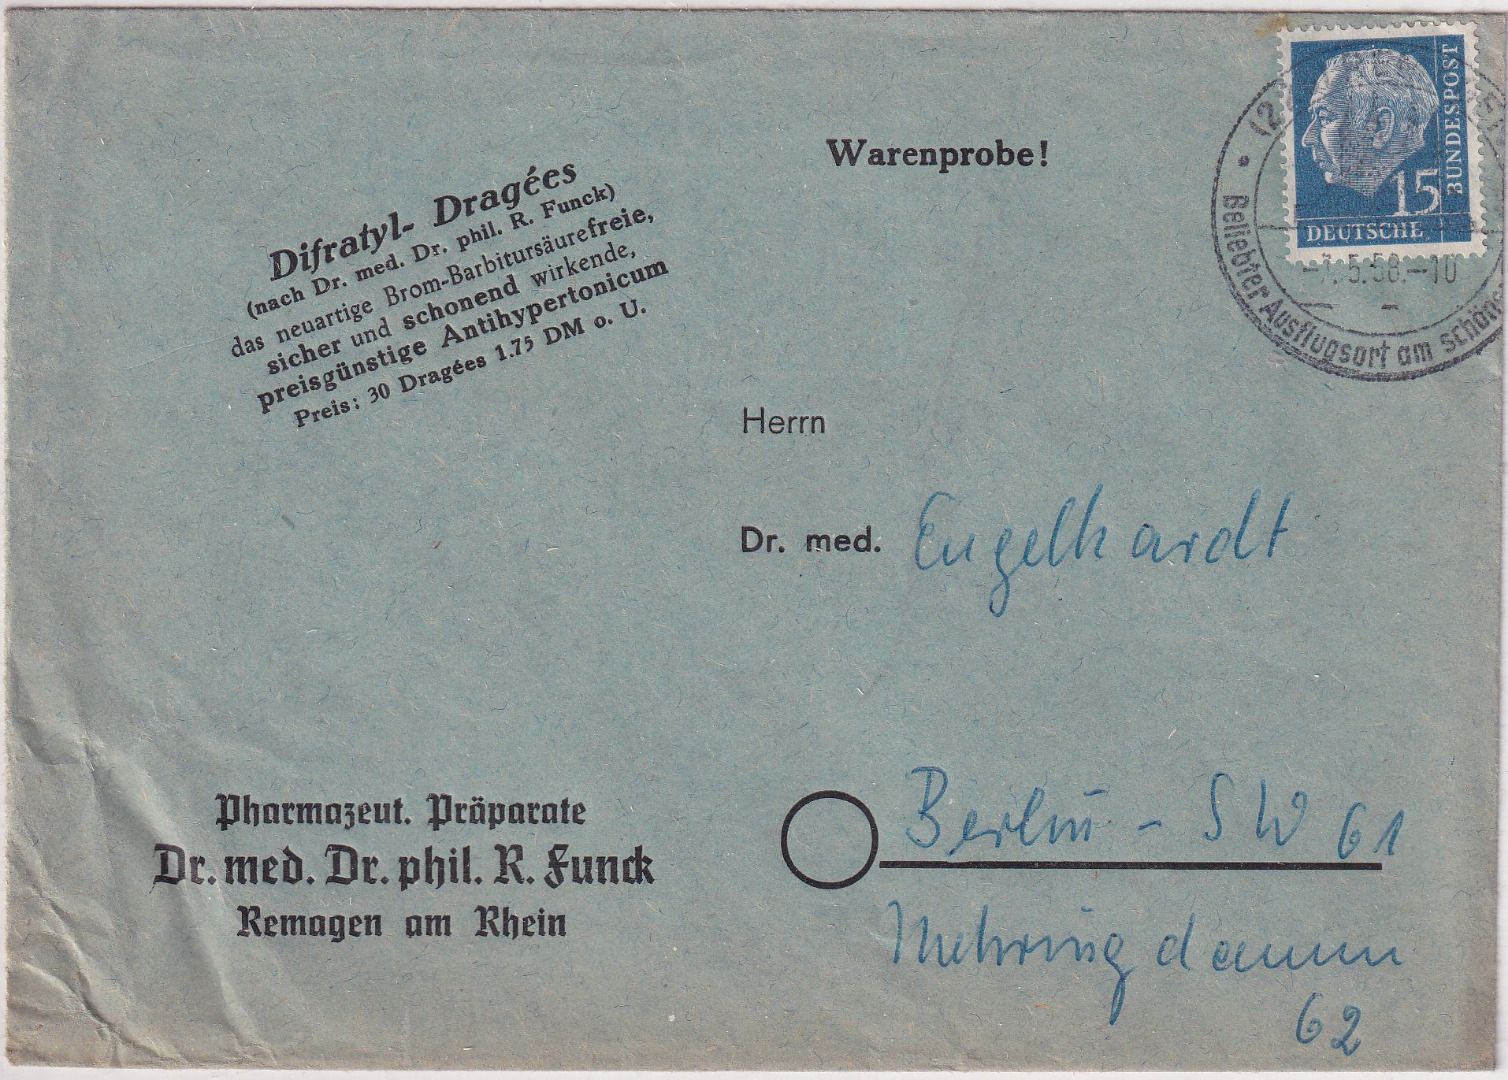 Difratyl- Dragées
(nach Dr. med. Dr. phil. R. Funck)
das neuartige Brom-Barbitursäurefreie,
sicher und schonend wirkende,
preisgünstige Antihypertonicum
Preis: 30 Dragées 1.75 DM o. U.
Warenprobe!
15
BUNDESPOST
DEUTSCHE
5.58.-10
Beliebter Ausflugsort am
Herrn
Dr. med. Engelhardt
Berlin - SW 61
Mehringdamm
62
Pharmazeut. Präparate
Dr. med. Dr. phil. R. Funck
Remagen am Rhein